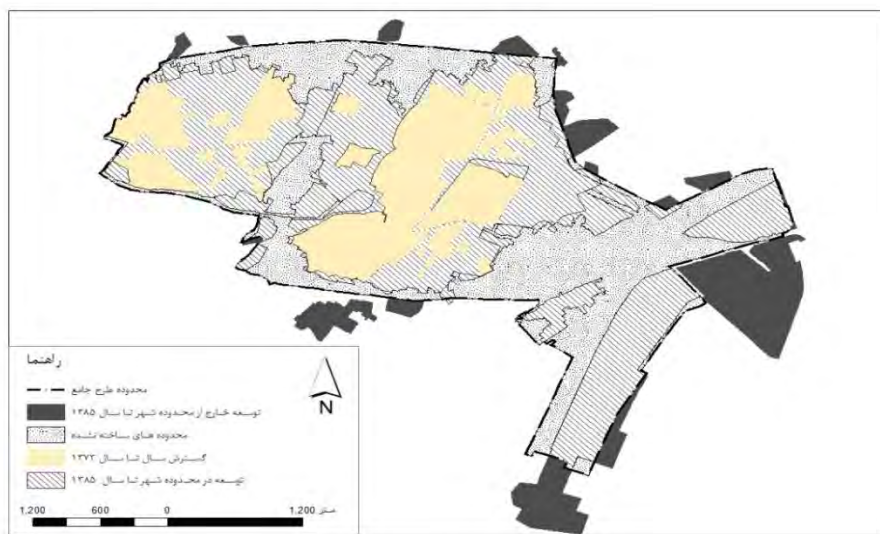 راهنما
محدوده طرح جامع
توسعه خارج از محدوده شهر تا سال ۱۳۸۵
محدوده های ساخته نشده
گسترش سال تا سال ۱۳۷۳
توسعه در محدوده شهر تا سال ۱۳۸۵
N
1,200 600 0 1,200 متر